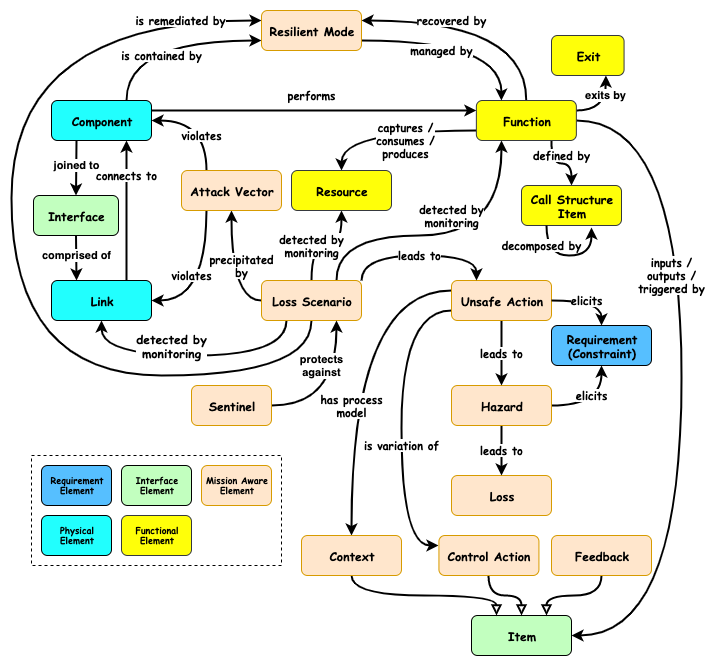 is remediated by
recovered by
Resilient Mode
managed by
is contained by
Exit
exits by
performs
Component
Function
captures /
consumes /
produces
violates
defined by
joined to
connects to
Attack Vector
Resource
Call Structure
Item
Interface
detected by
monitoring
detected by
monitoring
decomposed by
comprised of
precipitated
by
leads to
inputs /
outputs /
triggered by
violates
Link
Loss Scenario
Unsafe Action
elicits
detected by
monitoring
Requirement
(Constraint)
protects
against
leads to
has process
model
elicits
Sentinel
Hazard
is variation of
leads to
Loss
Requirement
Element
Interface
Element
Mission Aware
Element
Physical
Element
Functional
Element
Context
Control Action
Feedback
Item